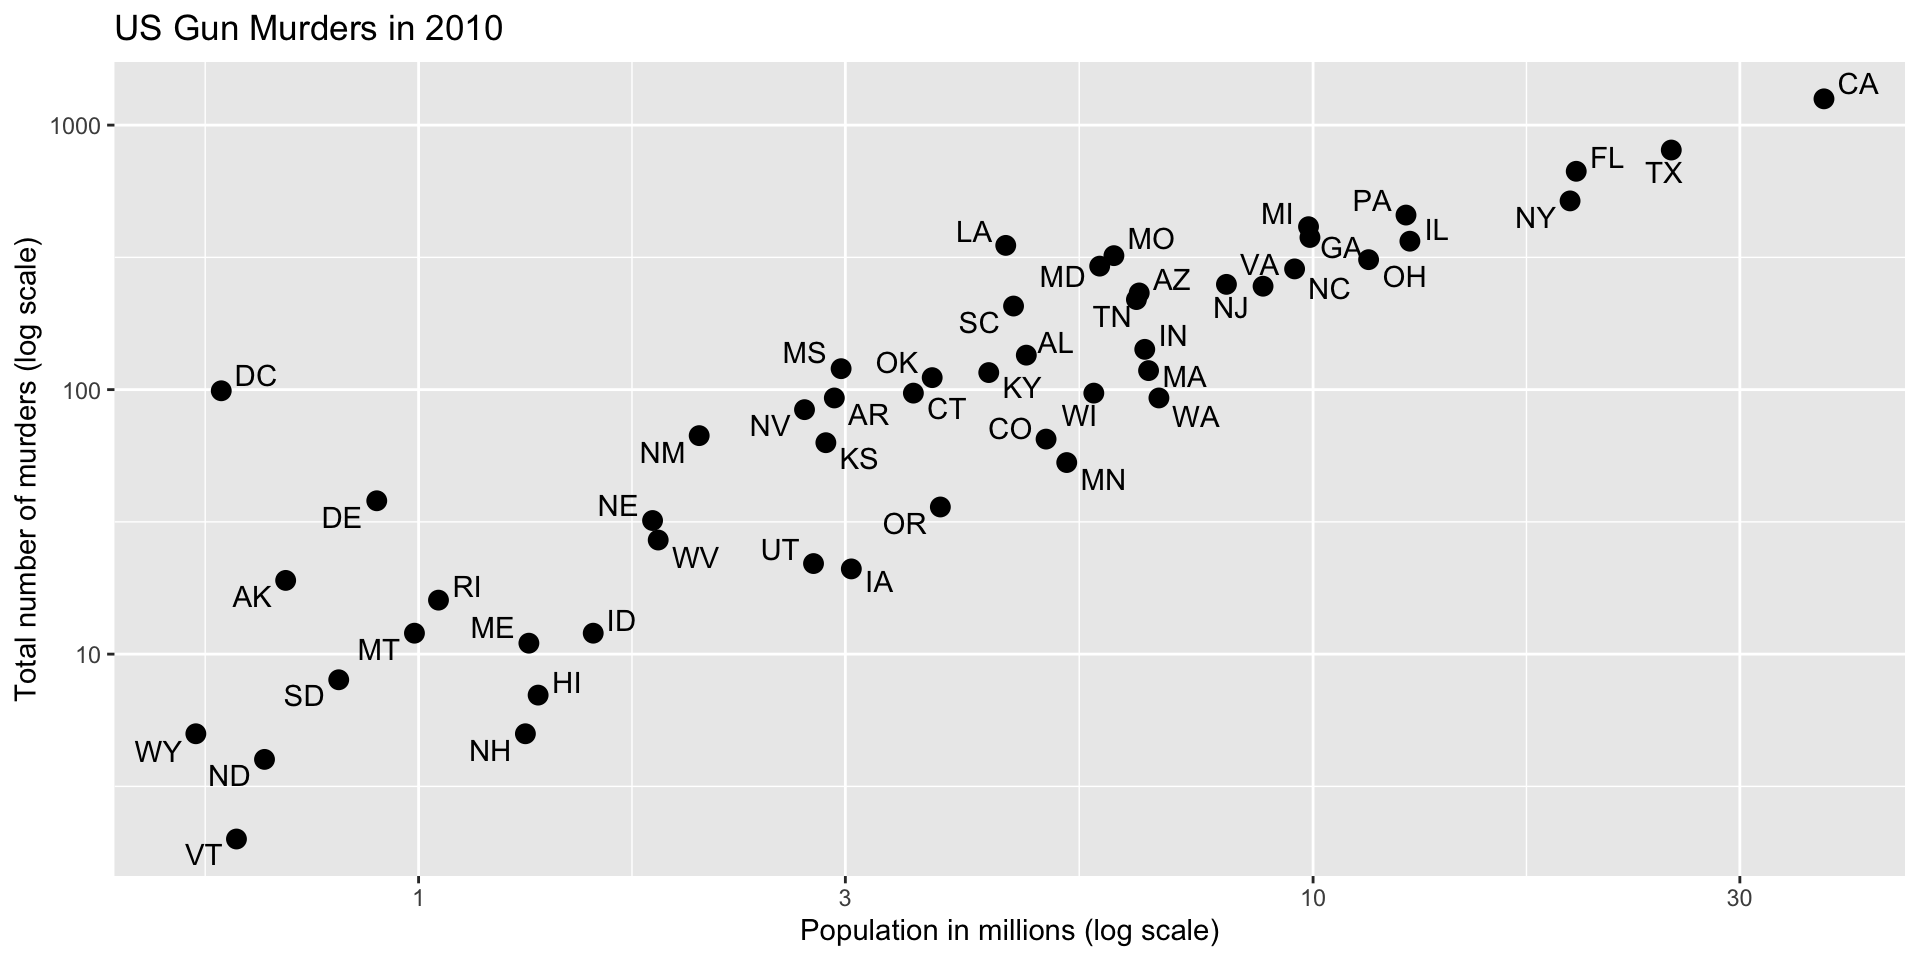 US Gun Murders in 2010
Total number of murders (log scale)
1000
100
10
CA
FL
TX
NY
PA
IL
MI
GA
OH
LA
MO
MD
VA
NC
AZ
NJ
TN
SC
IN
AL
MS
OK
KY
MA
DC
CT
WI
WA
AR
NV
CO
NM
KS
MN
DE
NE
OR
WV
UT
IA
AK
RI
ID
ME
MT
HI
SD
WY
NH
ND
VT
1
3
10
30
Population in millions (log scale)